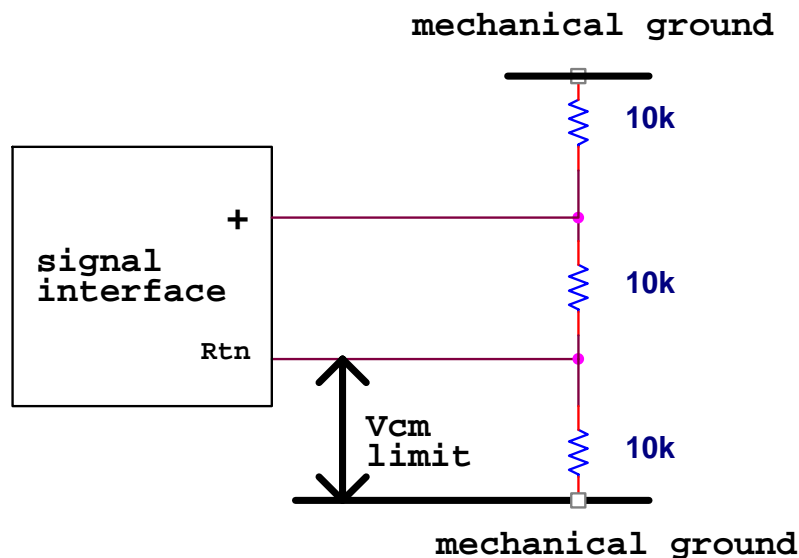 mechanical ground
10k
+
signal
interface
10k
Rtn
Vcm
limit
10k
mechanical ground